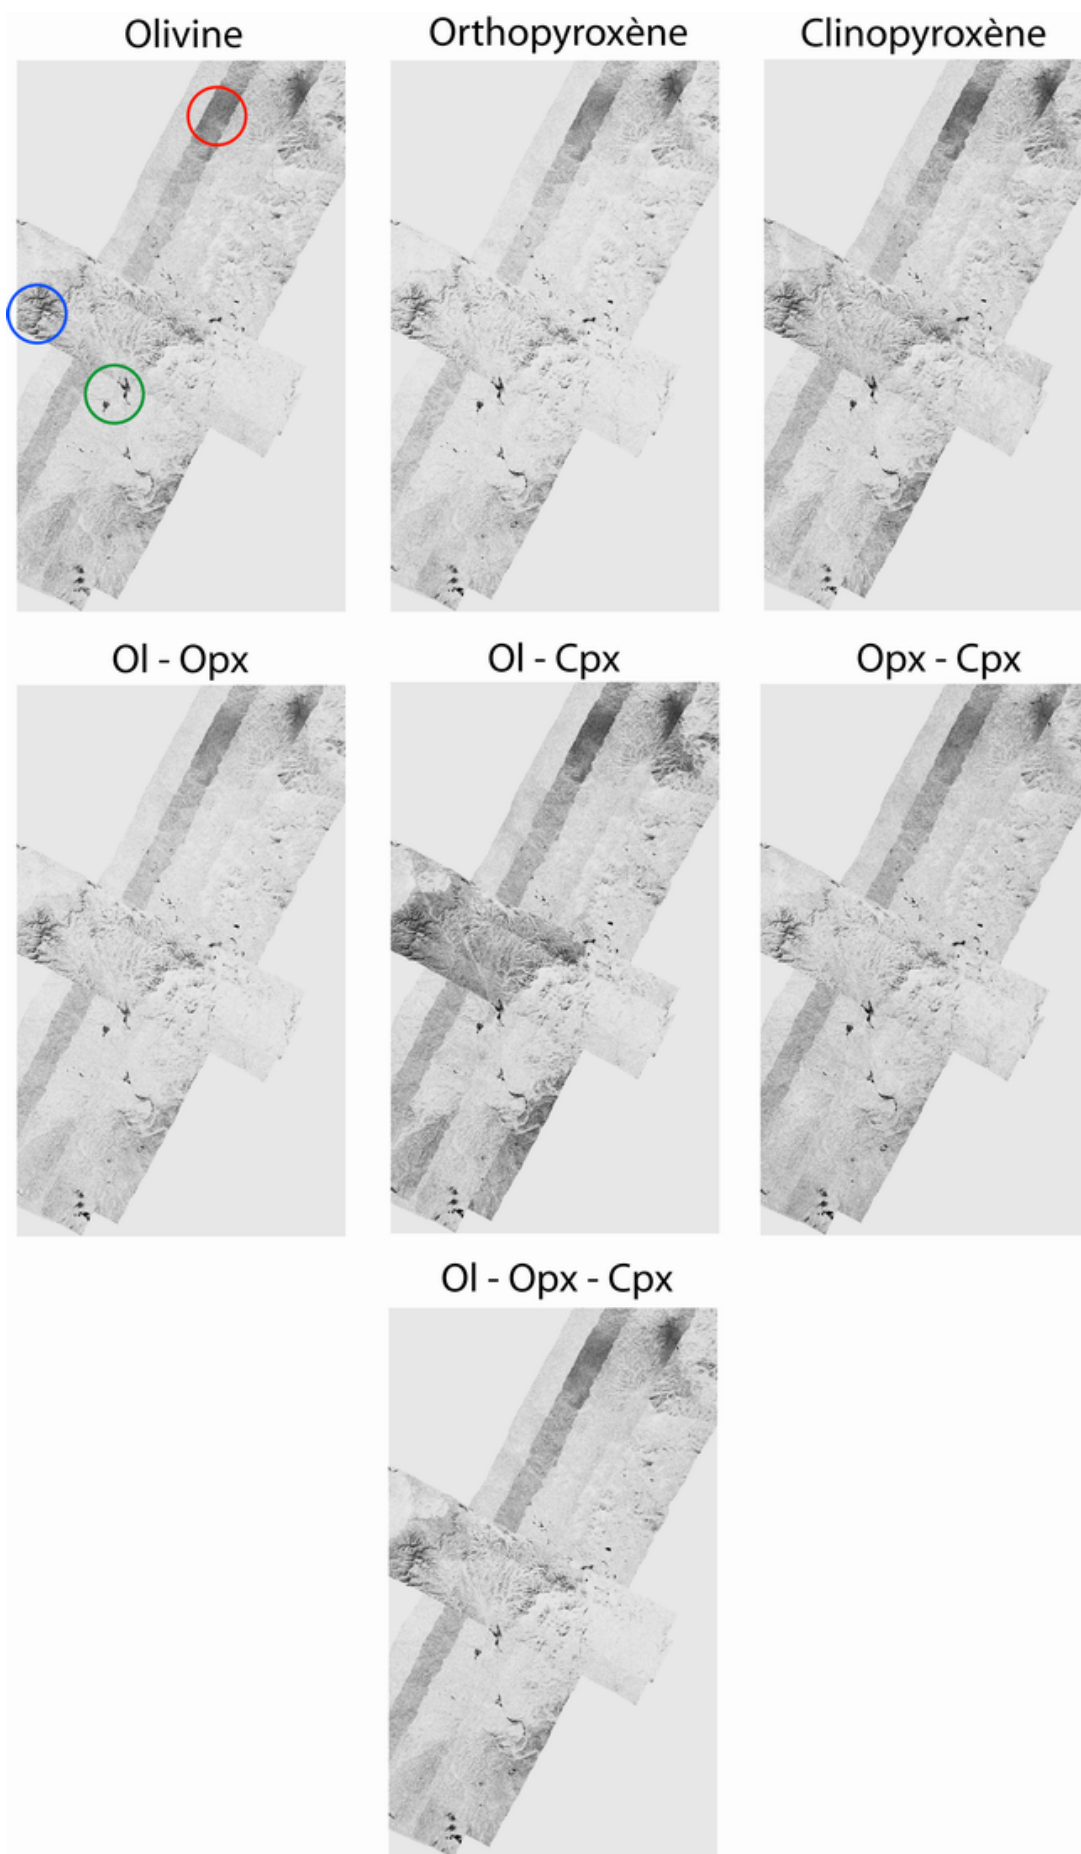 Olivine
Orthopyroxène
Clinopyroxène
Ol - Opx
Ol - Cpx
Opx - Cpx
Ol - Opx - Cpx